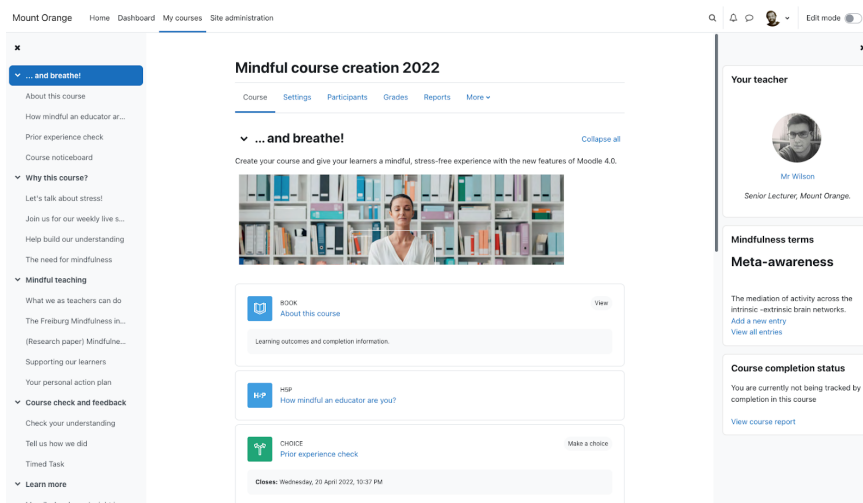 Mount Orange
Home Dashboard My courses Site administration
Edit mode
... and breathe!
About this course
How mindful an educator ar...
Prior experience check
Course noticeboard
Why this course?
Let's talk about stress!
Join us for our weekly live s...
Help build our understanding
The need for mindfulness
Mindful teaching
What we as teachers can do
The Freiburg Mindfulness in...
(Research paper) Mindfulne...
Supporting our learners
Your personal action plan
Course check and feedback
Check your understanding
Tell us how we did
Timed Task
Learn more
Mindful course creation 2022
Course Settings Participants Grades Reports More
... and breathe!
Collapse all
Create your course and give your learners a mindful, stress-free experience with the new features of Moodle 4.0.
BOOK
About this course
View
Learning outcomes and completion information.
H-P
H5P
How mindful an educator are you?
CHOICE
Prior experience check
Make a choice
Closes: Wednesday, 20 April 2022, 10:37 PM
Your teacher
Mr Wilson
Senior Lecturer, Mount Orange.
Mindfulness terms
Meta-awareness
The mediation of activity across the
intrinsic -extrinsic brain networks.
Add a new entry
View all entries
Course completion status
You are currently not being tracked by
completion in this course
View course report